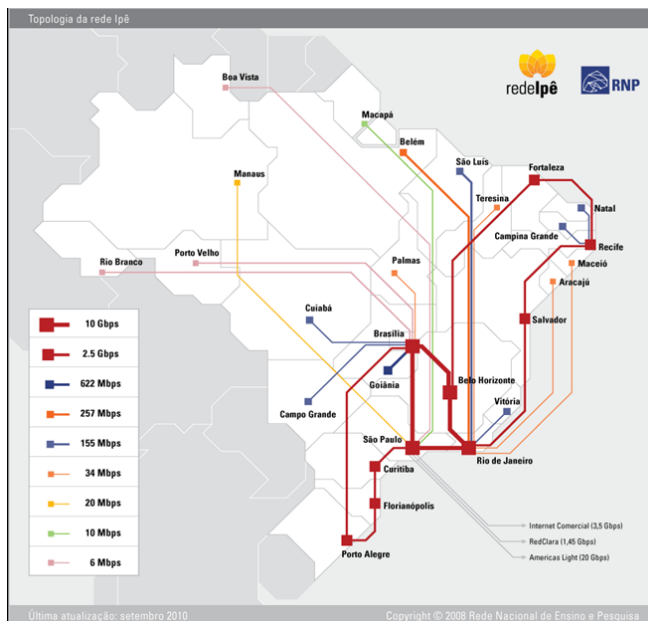 Topologia da rede Ipê
redeIpê
RNP
Boa Vista
Macapá
Belém
São Luís
Fortaleza
Manaus
Teresina
Natal
Campina Grande
Recife
Porto Velho
Rio Branco
Palmas
Maceió
Aracajú
Cuiabá
Salvador
Brasília
Goiânia
Belo Horizonte
Campo Grande
Vitória
São Paulo
Rio de Janeiro
Curitiba
Florianópolis
Porto Alegre
10 Gbps
2.5 Gbps
622 Mbps
257 Mbps
155 Mbps
34 Mbps
20 Mbps
10 Mbps
6 Mbps
Internet Comercial (3,5 Gbps)
RedClara (1,45 Gbps)
Americas Light (20 Gbps)
Última atualização: setembro 2010
Copyright © 2008 Rede Nacional de Ensino e Pesquisa